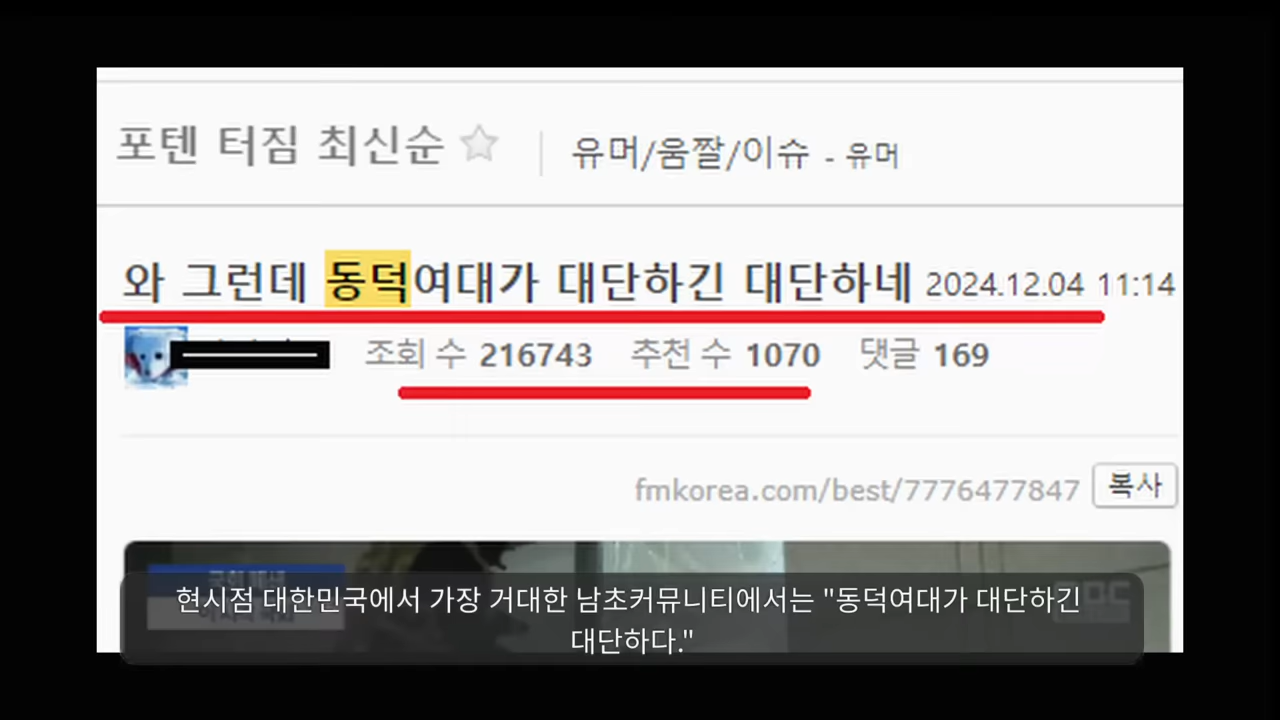 포텐 터짐 최신순 ☆ | 유머/움짤/이슈 - 유머
와 그런데 동덕여대가 대단하긴 대단하네 2024.12.04 11:14
조회 수 216743 추천 수 1070 댓글 169
fmkorea.com/best/7776477847 복사
현시점 대한민국에서 가장 거대한 남초커뮤니티에서는 "동덕여대가 대단하긴
대단하다."